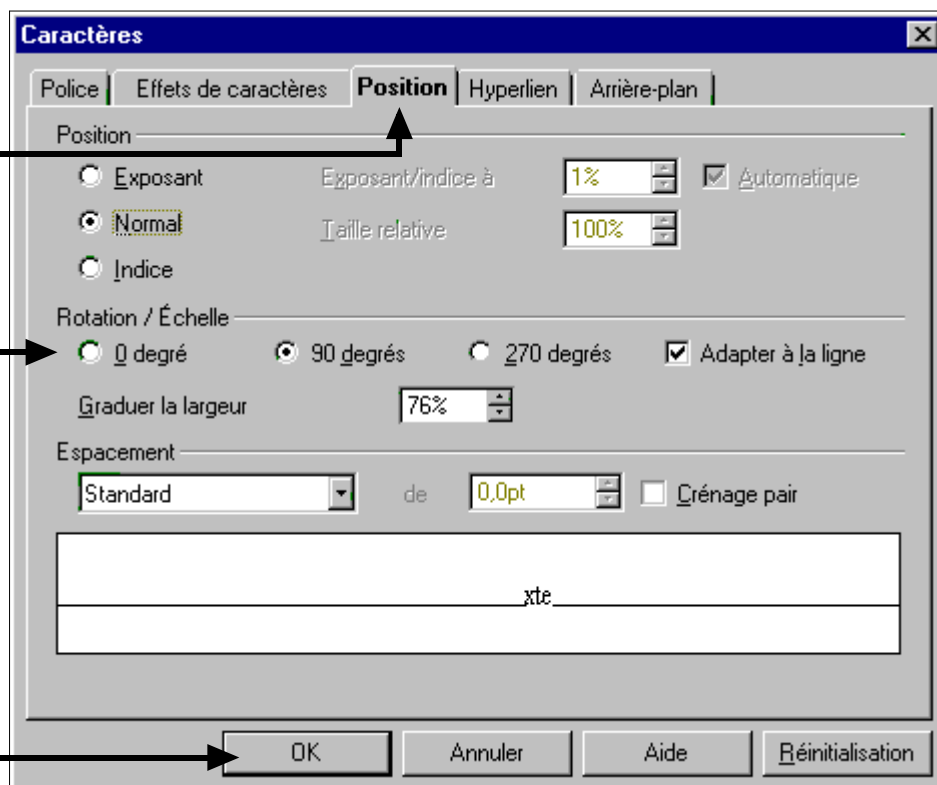 Caractères
Police Effets de caractères Position Hyperlien Arrière-plan
Position
Exposant Exposant/indice à 1% Automatique
Normal Taille relative 100%
Indice
Rotation / Échelle
0 degré 90 degrés 270 degrés Adapter à la ligne
Graduer la largeur 76%
Espacement
Standard de 0,0pt Crénage pair
xte
OK Annuler Aide Réinitialisation